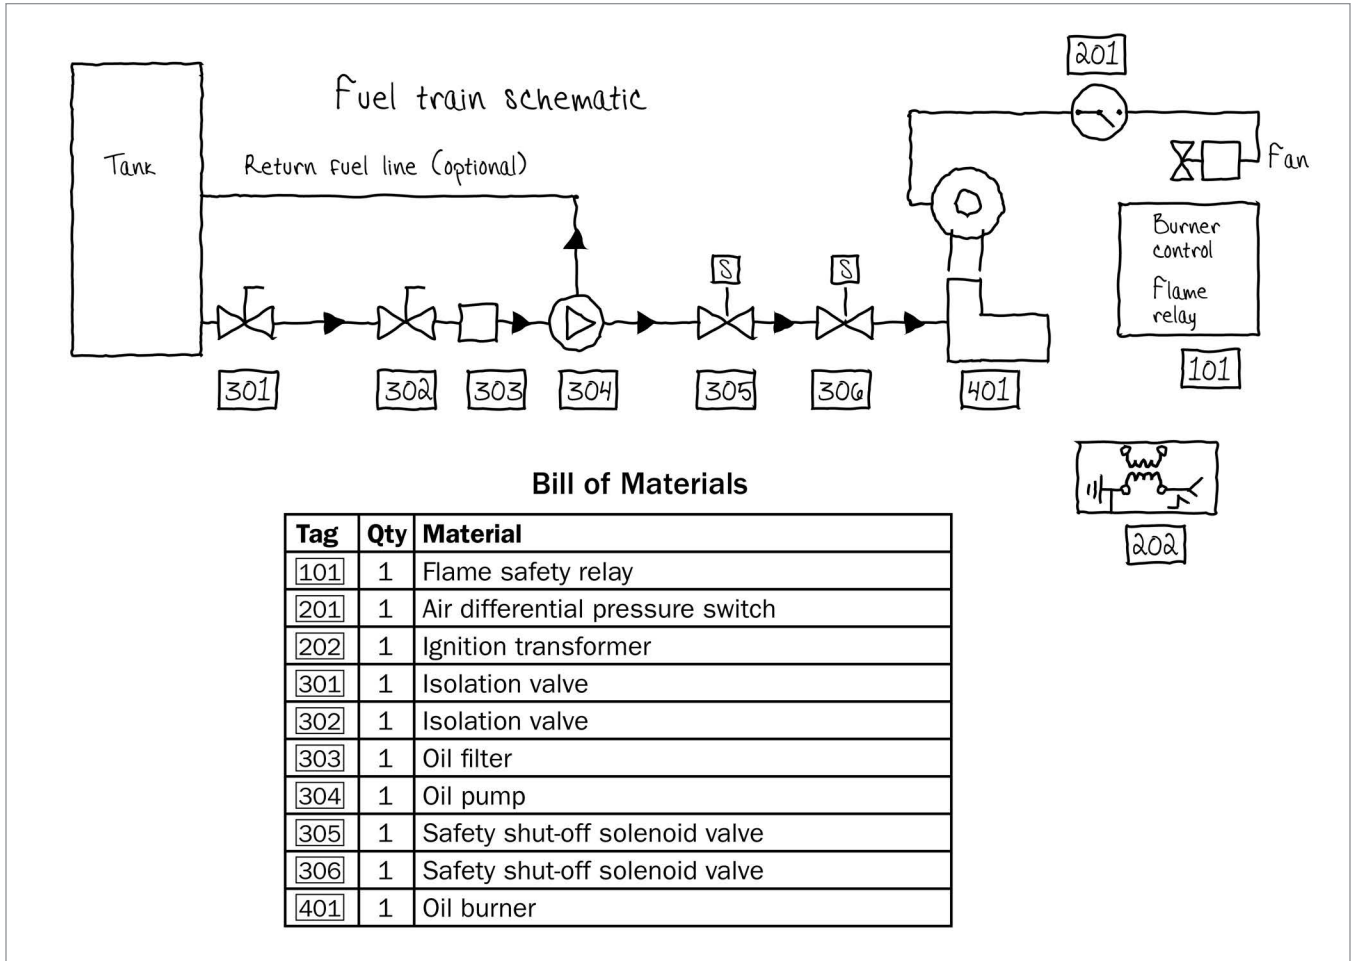 201
Fuel train schematic
Tank
Return fuel line (optional)
Fan
Burner
control
Flame
relay
S
S
301
302
303
304
305
306
401
101
202
Bill of Materials
Tag Qty Material
101 1 Flame safety relay
201 1 Air differential pressure switch
202 1 Ignition transformer
301 1 Isolation valve
302 1 Isolation valve
303 1 Oil filter
304 1 Oil pump
305 1 Safety shut-off solenoid valve
306 1 Safety shut-off solenoid valve
401 1 Oil burner